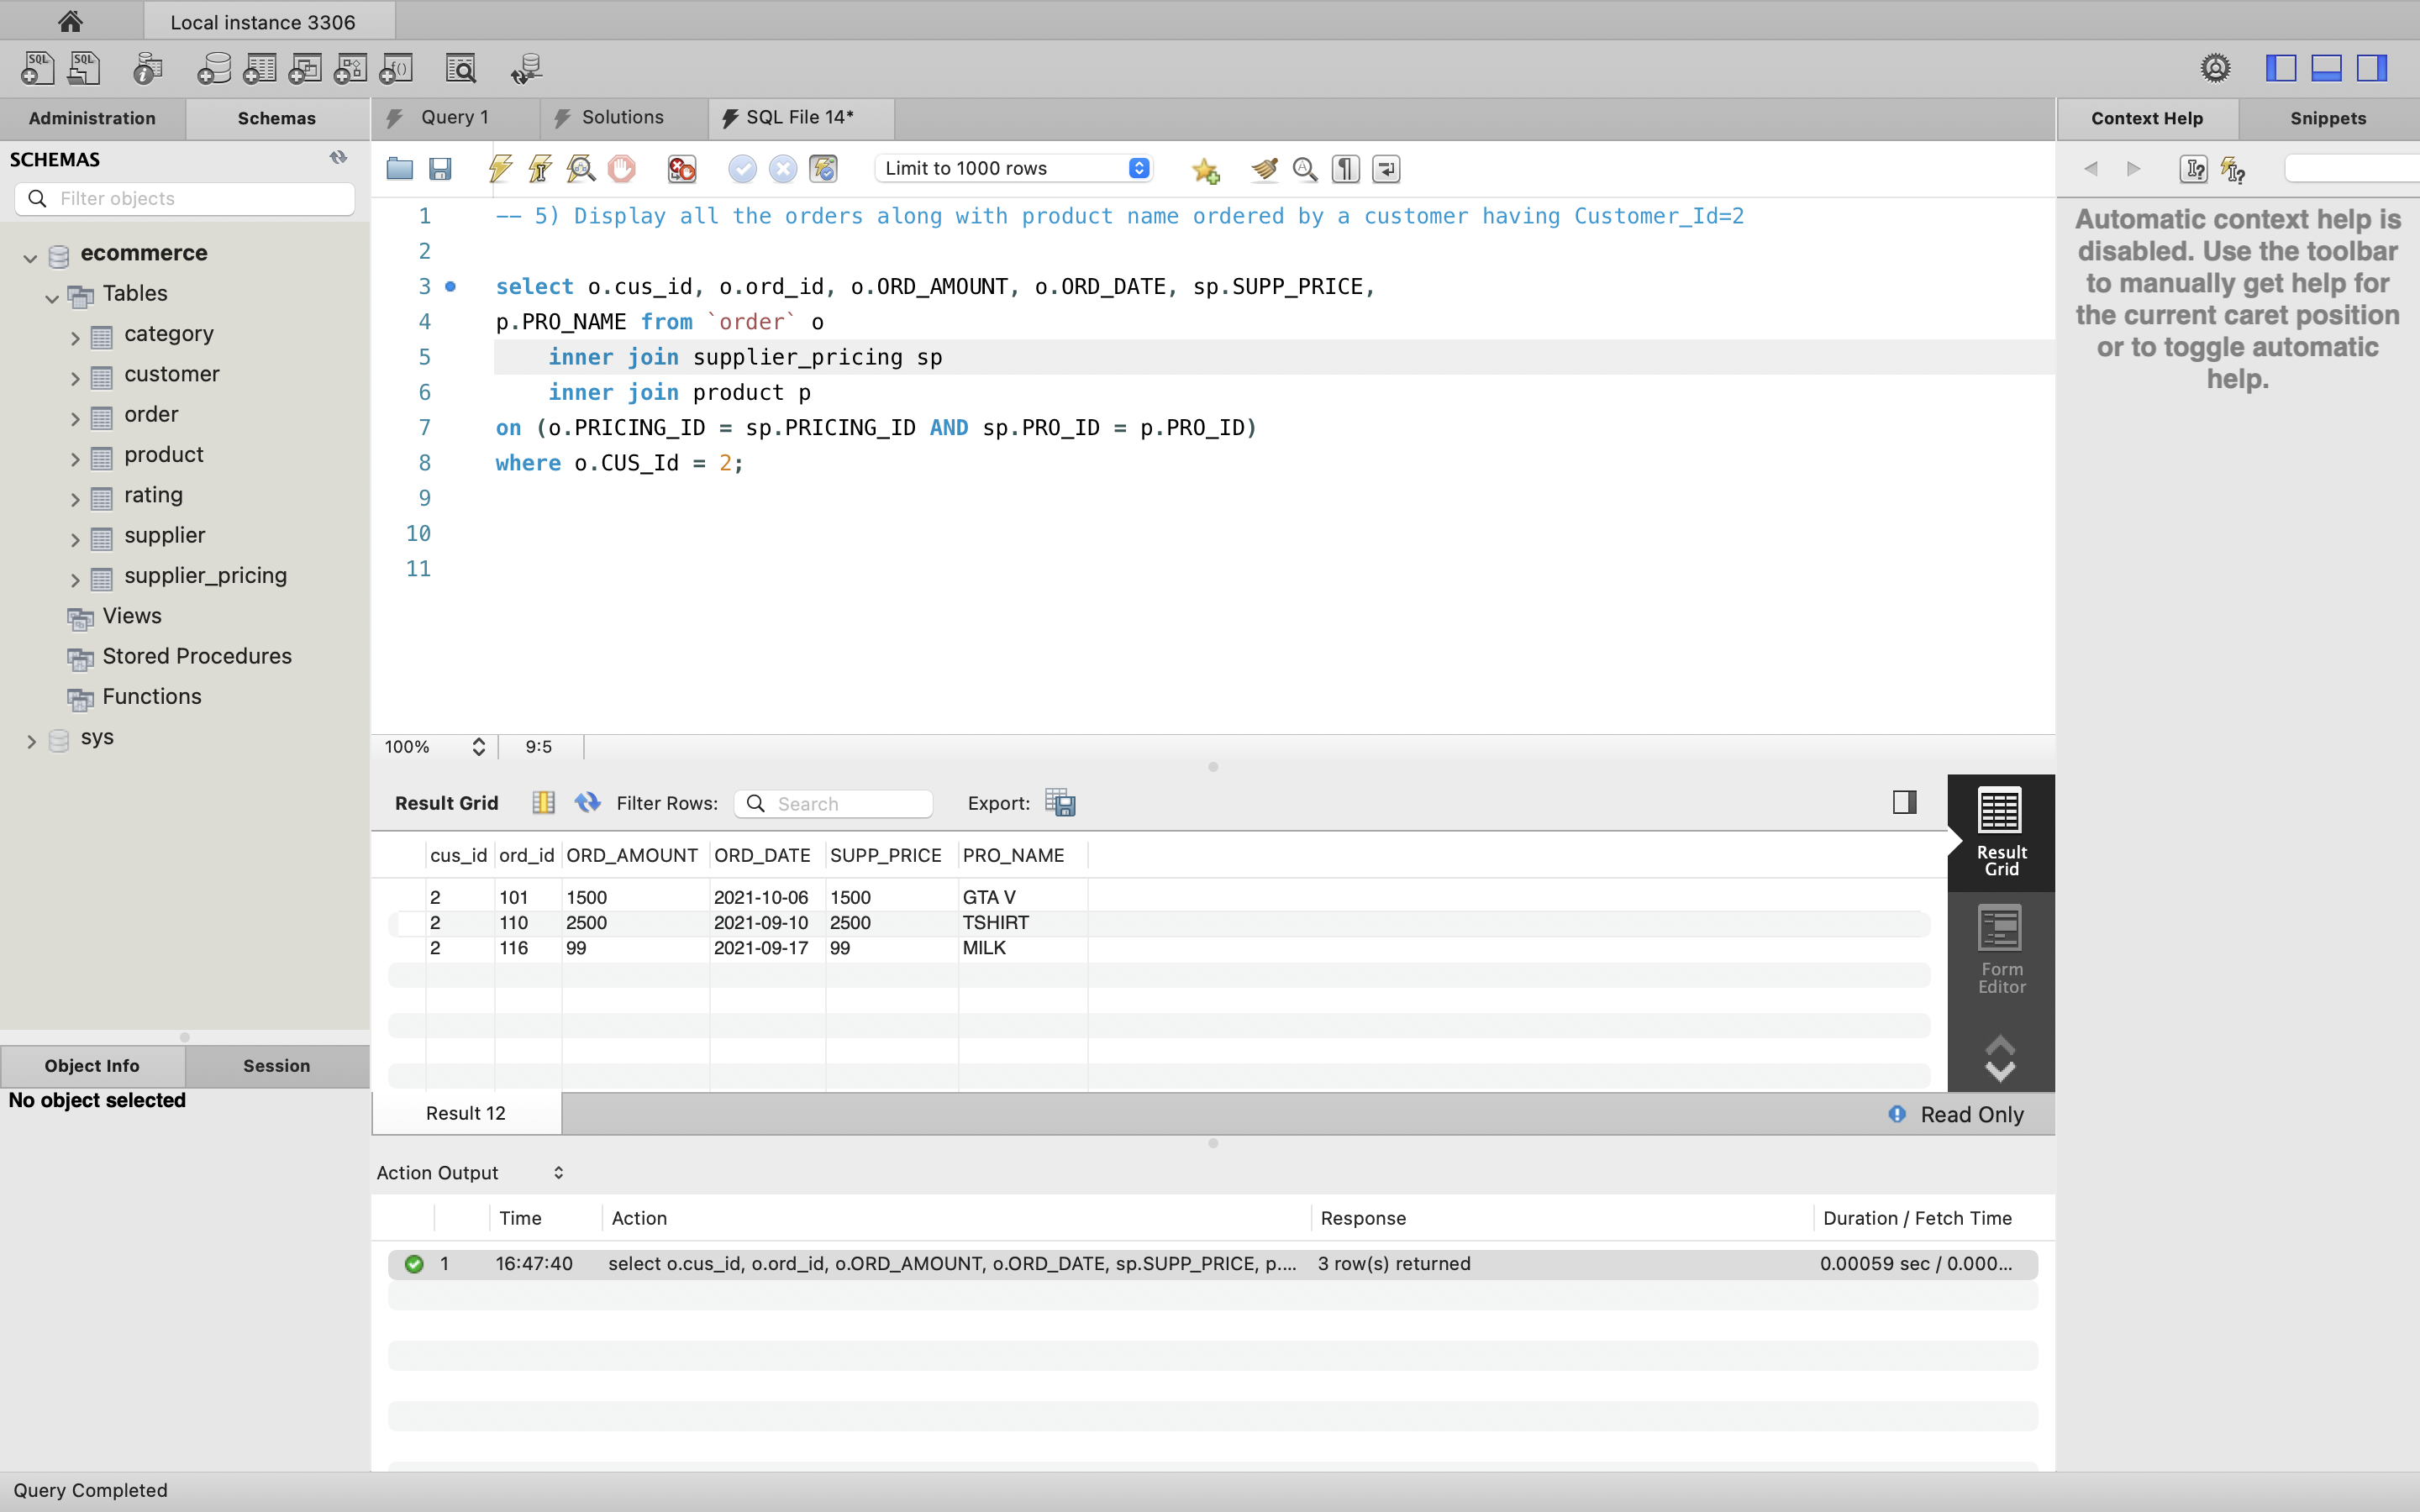 Local instance 3306
Administration
Schemas
Query 1
Solutions
SQL File 14*
Context Help
Snippets
SCHEMAS
Filter objects
Limit to 1000 rows
ecommerce
Tables
category
customer
order
product
rating
supplier
supplier_pricing
Views
Stored Procedures
Functions
sys
1 -- 5) Display all the orders along with product name ordered by a customer having Customer_Id=2
2
3 select o.cus_id, o.ord_id, o.ORD_AMOUNT, o.ORD_DATE, sp.SUPP_PRICE,
4 p.PRO_NAME from `order` o
5 inner join supplier_pricing sp
6 inner join product p
7 on (o.PRICING_ID = sp.PRICING_ID AND sp.PRO_ID = p.PRO_ID)
8 where o.CUS_Id = 2;
9
10
11
Automatic context help is
disabled. Use the toolbar
to manually get help for
the current caret position
or to toggle automatic
help.
100% 9:5
Result Grid Filter Rows: Search Export:
cus_id ord_id ORD_AMOUNT ORD_DATE SUPP_PRICE PRO_NAME
2 101 1500 2021-10-06 1500 GTA V
2 110 2500 2021-09-10 2500 TSHIRT
2 116 99 2021-09-17 99 MILK
Result
Grid
Form
Editor
Object Info
Session
No object selected
Result 12
Read Only
Action Output
Time Action Response Duration / Fetch Time
1 16:47:40 select o.cus_id, o.ord_id, o.ORD_AMOUNT, o.ORD_DATE, sp.SUPP_PRICE, p.... 3 row(s) returned 0.00059 sec / 0.000...
Query Completed